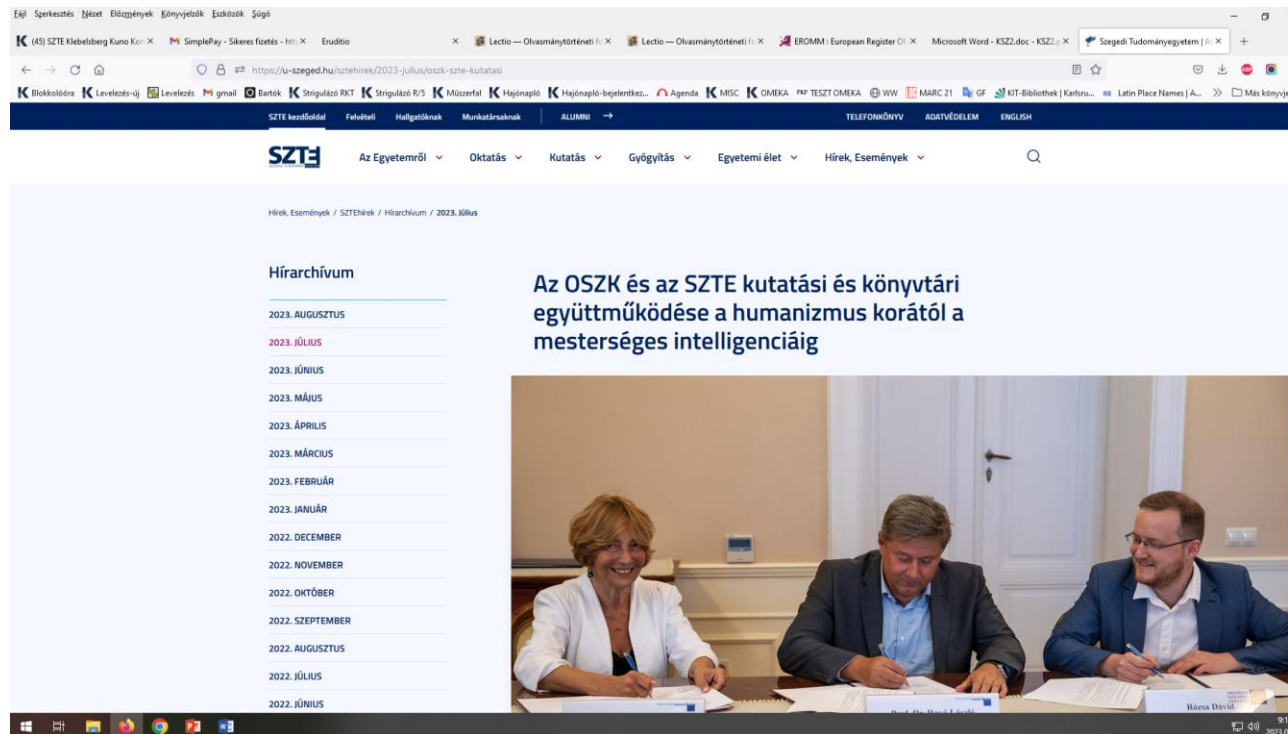 Fájl Szerkesztés Nézet Előzmények Könyvjelzők Eszközök Súgó
(45) SZTE Klebelsberg Kuno Kön
SimplePay - Sikeres fizetés - htt
Eruditio
Lectio — Olvasmánytörténeti
Lectio — Olvasmánytörténeti
EROMM : European Register Of
Microsoft Word - KSZ2.doc - KSZ2.p
Szegedi Tudományegyetem | A
https://u-szeged.hu/sztehirek/2023-julius/oszk-szte-kutatasi
Blokkolóóra Levelezés-új Levelezés gmail Bartók Strigulázó RKT Strigulázó R/5 Műszerfal Hajónapló Hajónapló-bejelentkez... Agenda MISC OMEKA TESZT OMEKA WW MARC 21 GF KIT-Bibliothek | Karlsru... Latin Place Names | A... Más könyvje
SZTE kezdőoldal Felvételi Hallgatóknak Munkatársaknak ALUMNI → TELEFONKÖNYV ADATVÉDELEM ENGLISH
SZTE Az Egyetemről Oktatás Kutatás Gyógyítás Egyetemi élet Hírek, Események
Hírek, Események / SZTEhírek / Hírarchívum / 2023. Július
Hírarchívum
2023. AUGUSZTUS
2023. JÚLIUS
2023. JÚNIUS
2023. MÁJUS
2023. ÁPRILIS
2023. MÁRCIUS
2023. FEBRUÁR
2023. JANUÁR
2022. DECEMBER
2022. NOVEMBER
2022. OKTÓBER
2022. SZEPTEMBER
2022. AUGUSZTUS
2022. JÚLIUS
2022. JÚNIUS
Az OSZK és az SZTE kutatási és könyvtári
együttműködése a humanizmus korától a
mesterséges intelligenciáig
Prof. Dr. László
Rózsa Dávid